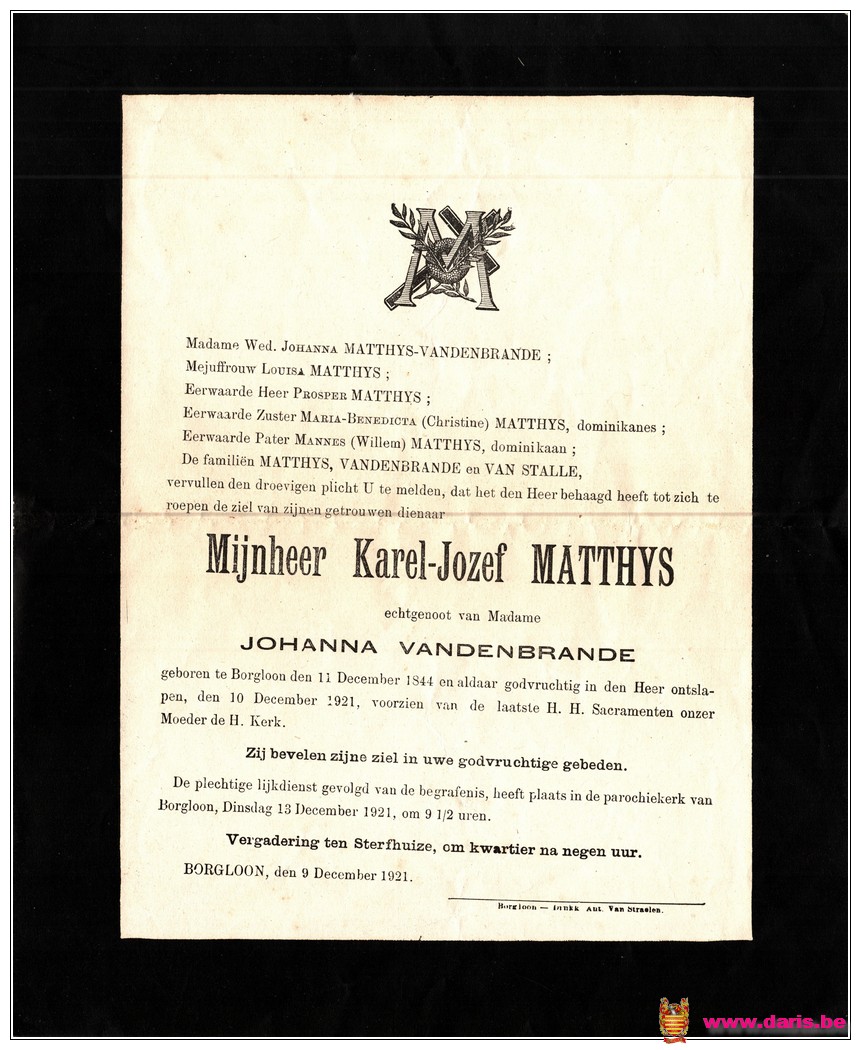 M
Madame Wed. Johanna MATTHYS-VANDENBRANDE ;
Mejuffrouw Louisa MATTHYS ;
Eerwaarde Heer Prosper MATTHYS ;
Eerwaarde Zuster Maria-Benedicta (Christine) MATTHYS, dominikanes ;
Eerwaarde Pater Mannes (Willem) MATTHYS, dominikaan ;
De familiën MATTHYS, VANDENBRANDE en VAN STALLE,
vervullen den droevigen plicht U te melden, dat het den Heer behaagd heeft tot zich te
roepen de ziel van zijnen getrouwen dienaar
Mijnheer Karel-Jozef MATTHYS
echtgenoot van Madame
JOHANNA VANDENBRANDE
geboren te Borgloon den 11 December 1844 en aldaar godvruchtig in den Heer ontsla-
pen, den 10 December 1921, voorzien van de laatste H. H. Sacramenten onzer
Moeder de H. Kerk.
Zij bevelen zijne ziel in uwe godvruchtige gebeden.
De plechtige lijkdienst gevolgd van de begrafenis, heeft plaats in de parochiekerk van
Borgloon, Dinsdag 13 December 1921, om 9 1/2 uren.
Vergadering ten Sterfhuize, om kwartier na negen uur.
BORGLOON, den 9 December 1921.
Borgloon — Drukk Ant. Van Straelen.
www.daris.be